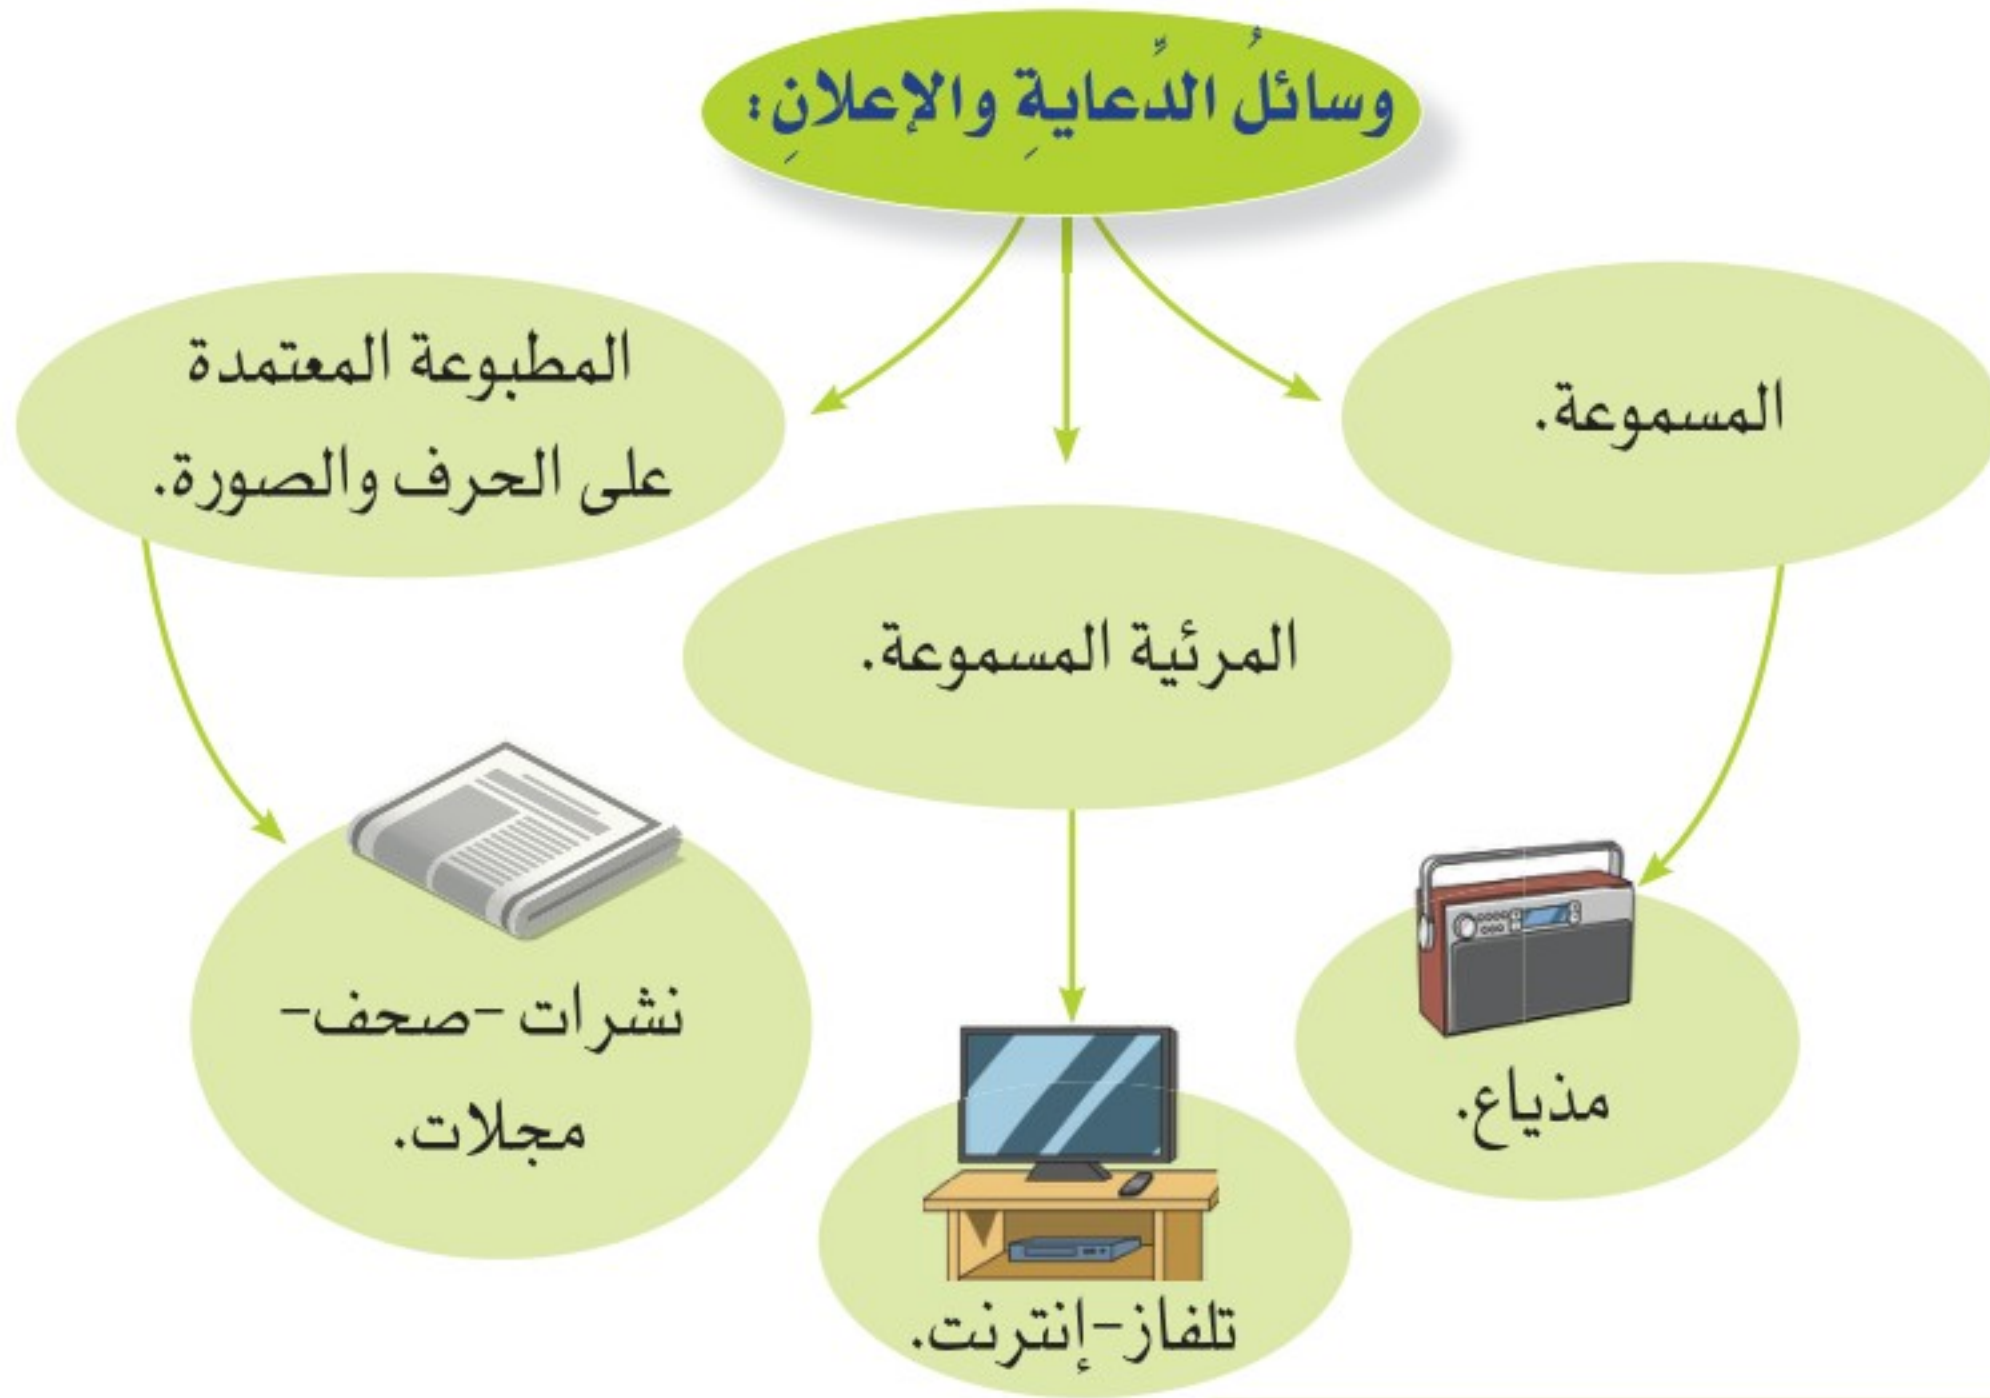 وسائلُ الدِّعايةِ والإعلانِ:
المسموعة.
المرئية المسموعة.
المطبوعة المعتمدة
على الحرف والصورة.
مذياع.
تلفاز-إنترنت.
نشرات -صحف-
مجلات.